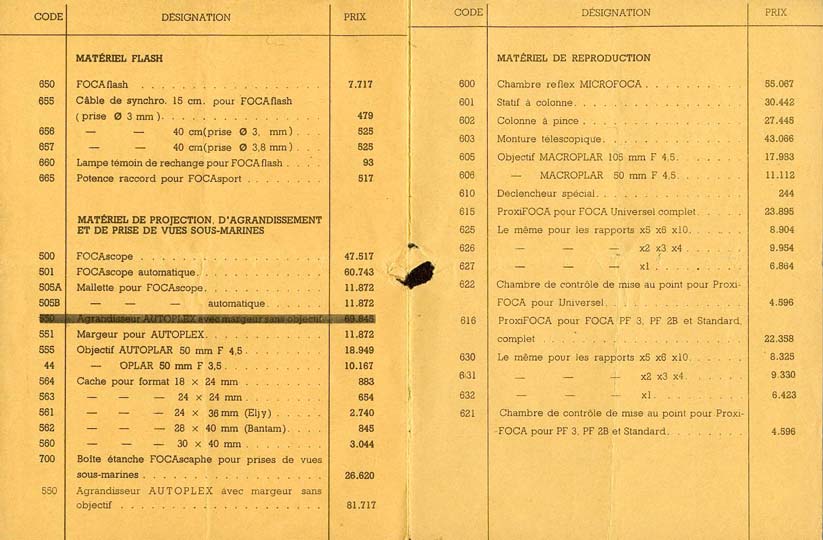 CODE DÉSIGNATION PRIX
MATÉRIEL FLASH
650 FOCAflash . . . . . . . . . . . . . . . . . . . . 7.717
655 Câble de synchro. 15 cm. pour FOCAflash
(prise Ø 3 mm). . . . . . . . . . . . . . . . . 479
656 — — 40 cm(prise Ø 3, mm) . . . 525
657 — — 40 cm(prise Ø 3,8 mm) . . . 525
660 Lampe témoin de rechange pour FOCAflash . . . . 93
665 Potence raccord pour FOCAsport . . . . . . . . 517
MATÉRIEL DE PROJECTION, D'AGRANDISSEMENT
ET DE PRISE DE VUES SOUS-MARINES
500 FOCAscope . . . . . . . . . . . . . . . . . . . 47.517
501 FOCAscope automatique. . . . . . . . . . . . . 60.743
505A Mallette pour FOCAscope. . . . . . . . . . . . 11.872
505B — — — automatique. . . . . . 11.872
550 Agrandisseur AUTOPLEX avec margeur sans objectif. . 69.845
551 Margeur pour AUTOPLEX. . . . . . . . . . . . . 11.872
555 Objectif AUTOPLAR 50 mm F 4,5. . . . . . . . . 18.949
44 — OPLAR 50 mm F 3,5. . . . . . . . . . . 10.167
564 Cache pour format 18 × 24 mm . . . . . . . . . 883
563 — — — 24 × 24 mm. . . . . . . . . 654
561 — — — 24 × 36 mm (Eljy) . . . . . 2.740
562 — — — 28 × 40 mm (Bantam). . . . 845
560 — — — 30 × 40 mm . . . . . . . . . 3.044
700 Boîte étanche FOCAscaphe pour prises de vues
sous-marines . . . . . . . . . . . . . . . . . . 26.620
550 Agrandisseur AUTOPLEX avec margeur sans
objectif . . . . . . . . . . . . . . . . . . . . 81.717
CODE DÉSIGNATION PRIX
MATÉRIEL DE REPRODUCTION
600 Chambre reflex MICROFOCA . . . . . . . . . . . 55.067
601 Statif à colonne. . . . . . . . . . . . . . . . . 30.442
602 Colonne à pince . . . . . . . . . . . . . . . . . 27.445
603 Monture télescopique. . . . . . . . . . . . . . 43.066
605 Objectif MACROPLAR 105 mm F 4,5. . . . . . . 17.953
606 — MACROPLAR 50 mm F 4,5. . . . . . . 11.112
610 Déclencheur spécial. . . . . . . . . . . . . . . 244
615 ProxiFOCA pour FOCA Universel complet. . . . . 23.895
625 Le même pour les rapports x5 x6 x10. . . . . . 8.904
626 — — — x2 x3 x4. . . . . . 9.954
627 — — — x1. . . . . . . . . 6.864
622 Chambre de contrôle de mise au point pour Proxi-
FOCA pour Universel. . . . . . . . . . . . . . 4.596
616 ProxiFOCA pour FOCA PF 3, PF 2B et Standard,
complet . . . . . . . . . . . . . . . . . . . . . 22.358
630 Le même pour les rapports x5 x6 x10. . . . . . 8.325
631 — — — x2 x3 x4. . . . . . 9.330
632 — — — x1. . . . . . . . . 6.423
621 Chambre de contrôle de mise au point pour Proxi-
FOCA pour PF 3, PF 2B et Standard. . . . . . . . 4.596